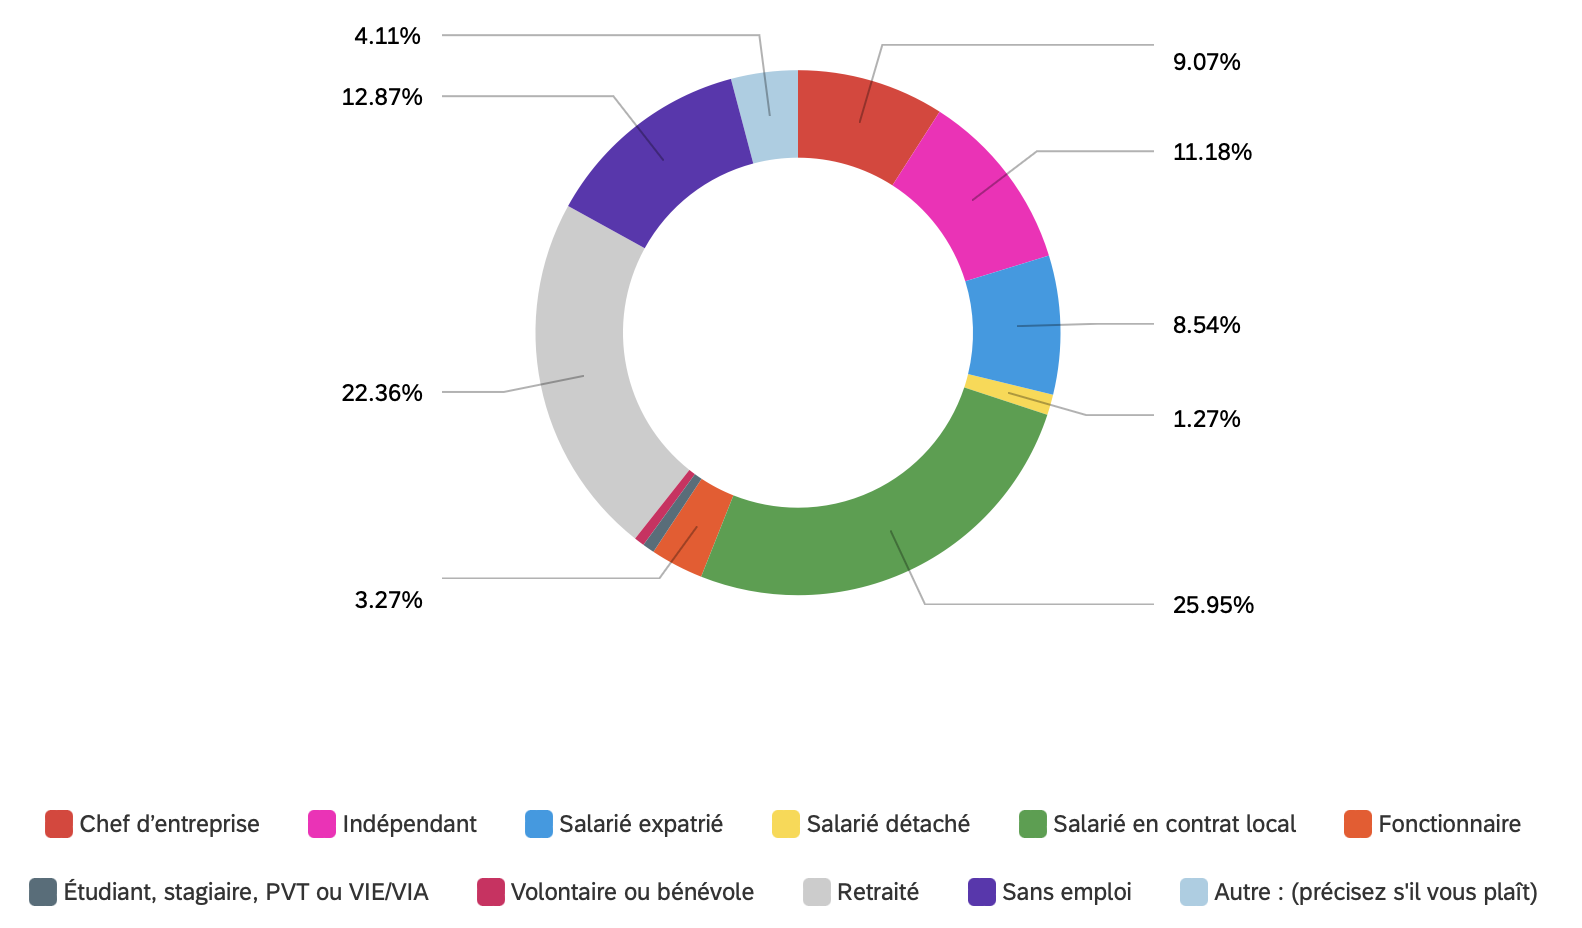 4.11%
9.07%
12.87%
11.18%
8.54%
22.36%
1.27%
3.27%
25.95%
Chef d’entreprise
Indépendant
Salarié expatrié
Salarié détaché
Salarié en contrat local
Fonctionnaire
Étudiant, stagiaire, PVT ou VIE/VIA
Volontaire ou bénévole
Retraité
Sans emploi
Autre : (précisez s'il vous plaît)